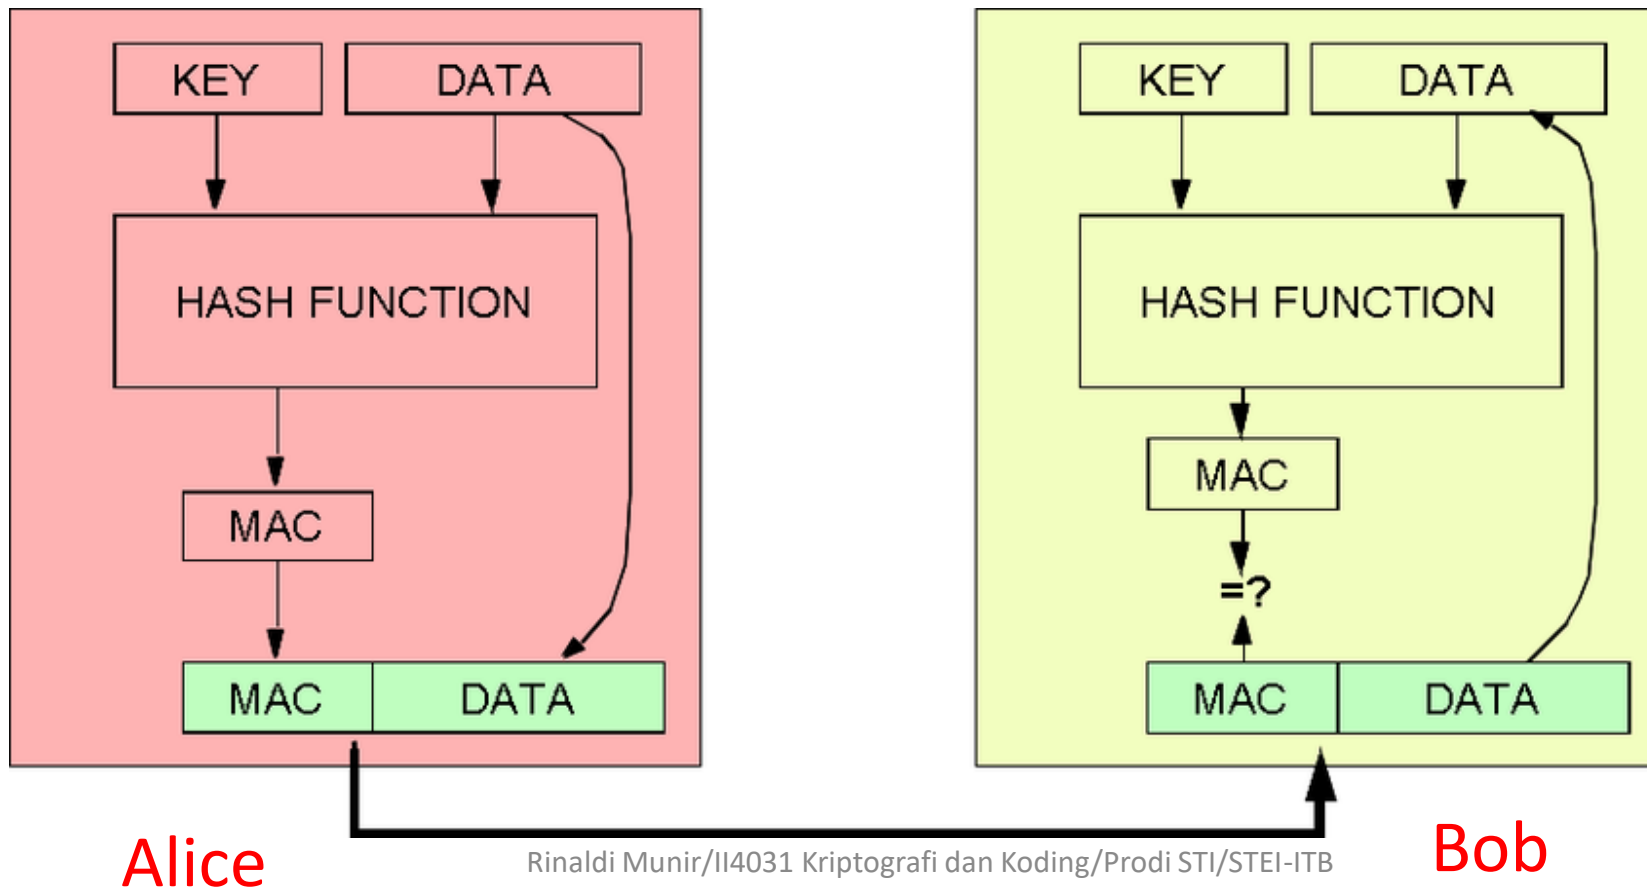 KEY
DATA
HASH FUNCTION
MAC
MAC
DATA
Alice
KEY
DATA
HASH FUNCTION
MAC
=?
MAC
DATA
Bob
Rinaldi Munir/II4031 Kriptografi dan Koding/Prodi STI/STEI-ITB